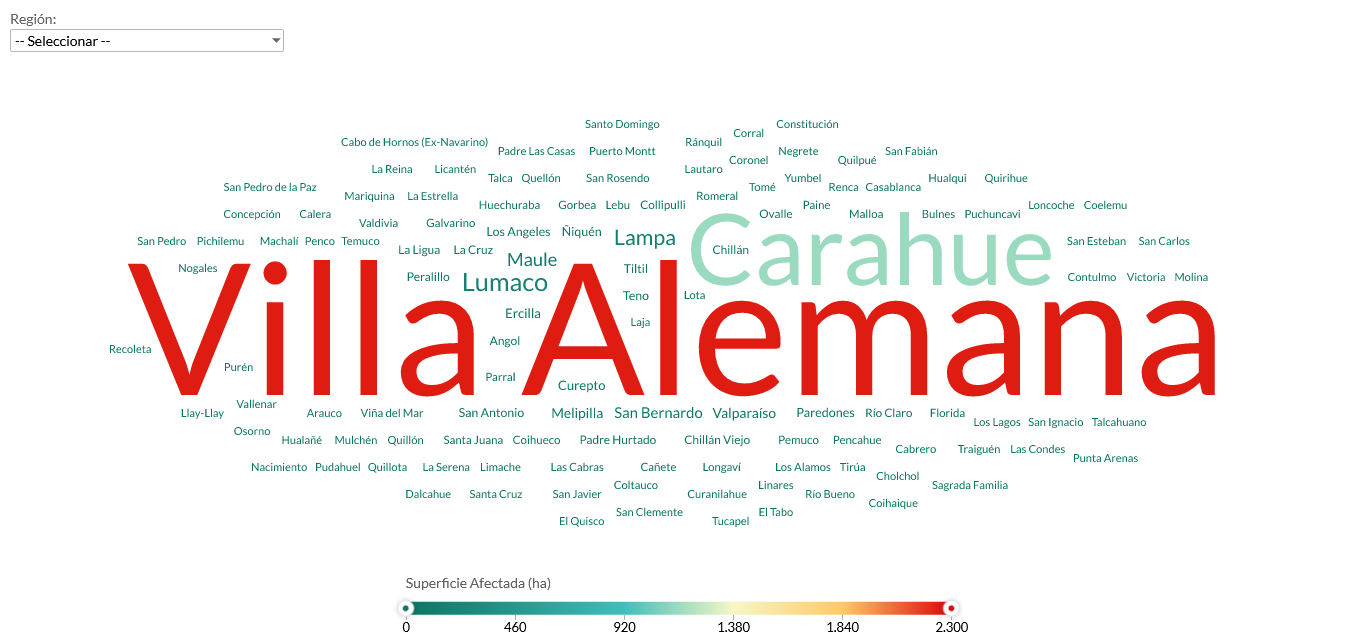 Región:
-- Seleccionar --
Santo Domingo
Constitución
Corral
Cabo de Hornos (Ex-Navarino)
Ránquil
Padre Las Casas
Puerto Montt
Negrete
San Fabián
Coronel
Quilpué
La Reina
Licantén
Lautaro
Talca
Quellón
San Rosendo
Yumbel
Hualqui
Quirihue
San Pedro de la Paz
Tomé
Renca
Casablanca
Mariquina
La Estrella
Romeral
Huechuraba
Gorbea
Lebu
Collipulli
Paine
Loncoche
Coelemu
Concepción
Calera
Ovalle
Malloa
Bulnes
Puchuncavi
Valdivia
Galvarino
Los Angeles
Ñiquén
Lampa
Carahue
San Pedro
Pichilemu
Machalí
Penco
Temuco
San Esteban
San Carlos
La Ligua
La Cruz
Chillán
Maule
Nogales
Tiltil
Peralillo
Lumaco
Contulmo
Victoria
Molina
Teno
Lota
Ercilla
Laja
Villa Alemana
Angol
Recoleta
Purén
Parral
Curepto
Vallenar
Llay-Llay
Arauco
Viña del Mar
San Antonio
Melipilla
San Bernardo
Valparaíso
Paredones
Río Claro
Florida
Los Lagos
San Ignacio
Talcahuano
Osorno
Hualañé
Mulchén
Quillón
Santa Juana
Coihueco
Padre Hurtado
Chillán Viejo
Pemuco
Pencahue
Cabrero
Traiguén
Las Condes
Punta Arenas
Nacimiento
Pudahuel
Quillota
La Serena
Limache
Las Cabras
Cañete
Longaví
Los Alamos
Tirúa
Cholchol
Coltauco
Linares
Sagrada Familia
Dalcahue
Santa Cruz
San Javier
Curanilahue
Río Bueno
Coihaique
San Clemente
El Tabo
El Quisco
Tucapel
Superficie Afectada (ha)
0 460 920 1.380 1.840 2.300